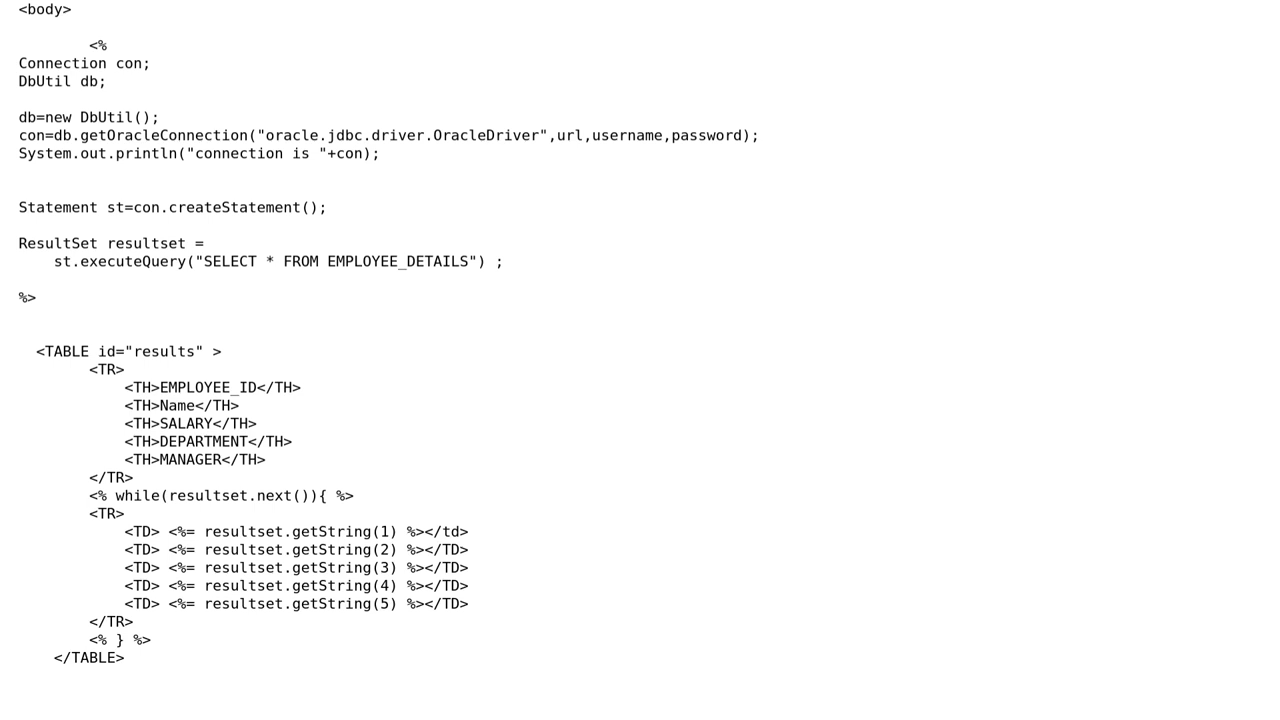 <body>
<%
Connection con;
DbUtil db;
db=new DbUtil();
con=db.getOracleConnection("oracle.jdbc.driver.OracleDriver",url,username,password);
System.out.println("connection is "+con);
Statement st=con.createStatement();
ResultSet resultset =
st.executeQuery("SELECT * FROM EMPLOYEE_DETAILS") ;
%>
<TABLE id="results" >
<TR>
<TH>EMPLOYEE_ID</TH>
<TH>Name</TH>
<TH>SALARY</TH>
<TH>DEPARTMENT</TH>
<TH>MANAGER</TH>
</TR>
<% while(resultset.next()){ %>
<TR>
<TD> <%= resultset.getString(1) %></td>
<TD> <%= resultset.getString(2) %></TD>
<TD> <%= resultset.getString(3) %></TD>
<TD> <%= resultset.getString(4) %></TD>
<TD> <%= resultset.getString(5) %></TD>
</TR>
<% } %>
</TABLE>